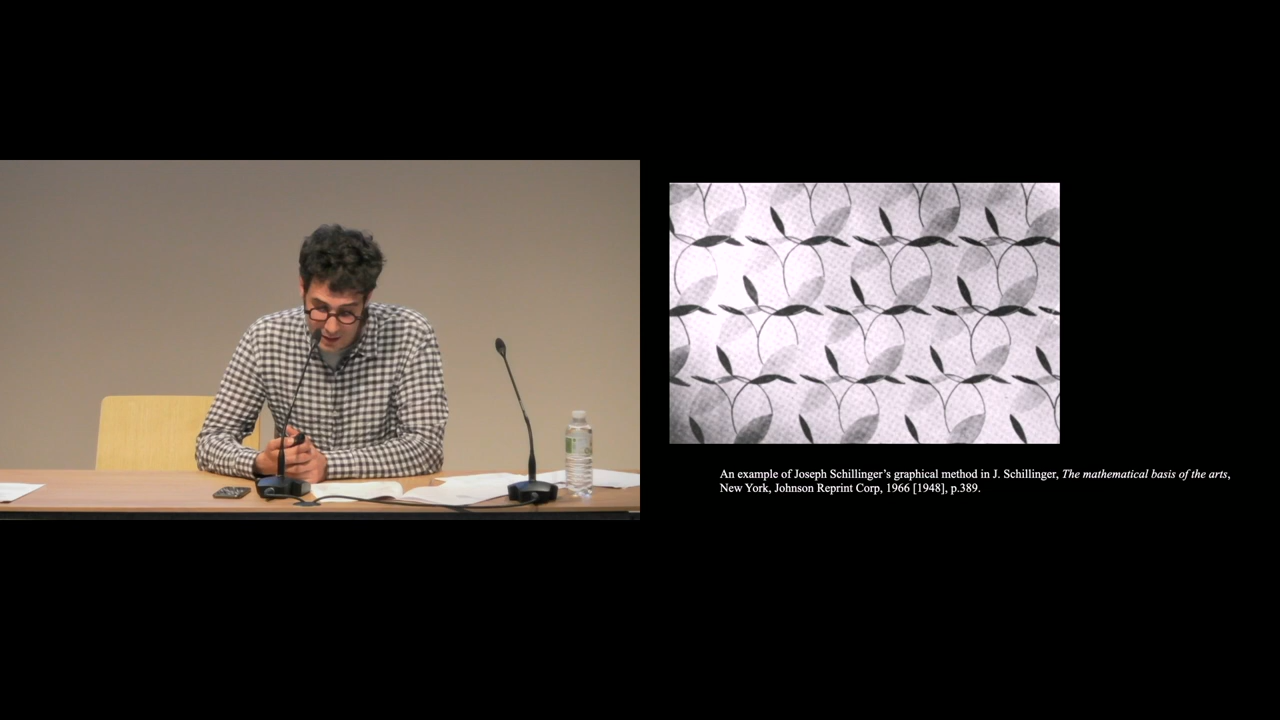 An example of Joseph Schillinger’s graphical method in J. Schillinger, The mathematical basis of the arts,
New York, Johnson Reprint Corp, 1966 [1948], p.389.